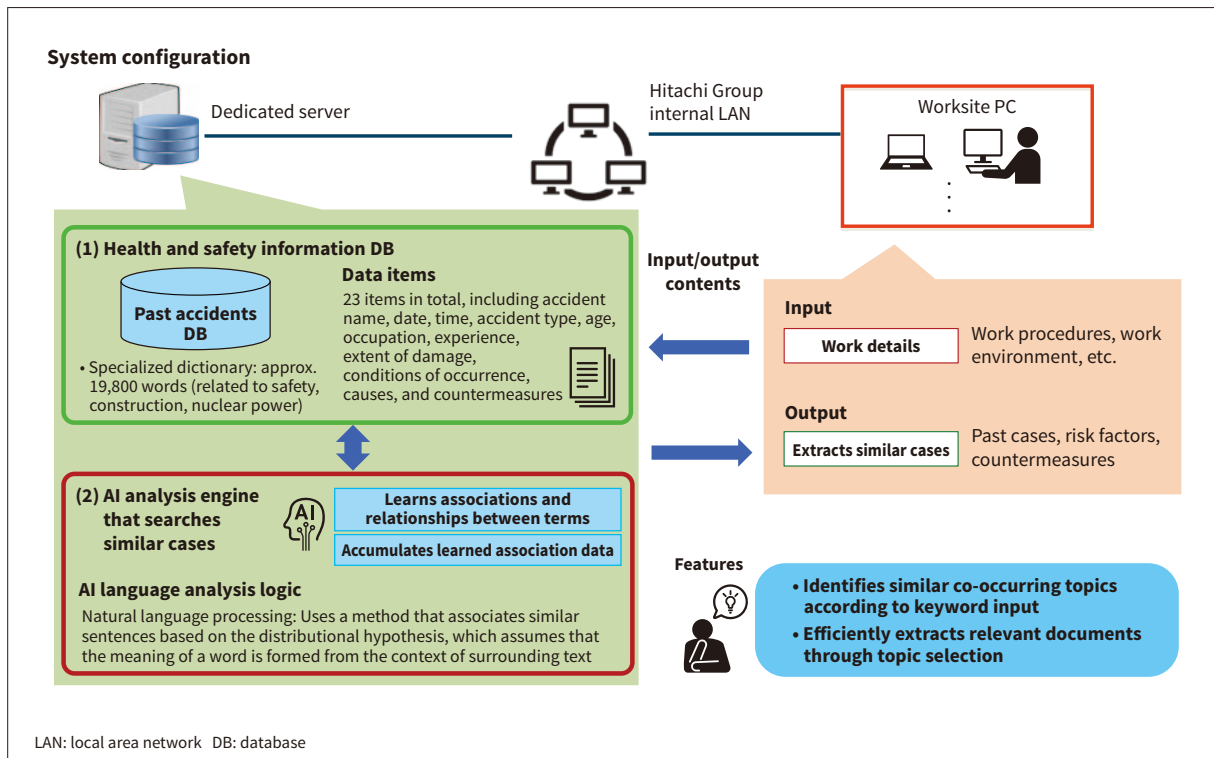 System configuration
Dedicated server
Hitachi Group
internal LAN
Worksite PC
(1) Health and safety information DB
Past accidents
DB
• Specialized dictionary: approx.
19,800 words (related to safety,
construction, nuclear power)
Data items
23 items in total, including accident
name, date, time, accident type, age,
occupation, experience,
extent of damage,
conditions of occurrence,
causes, and countermeasures
Input/output
contents
Input
Work details
Work procedures, work
environment, etc.
Output
Extracts similar cases
Past cases, risk factors,
countermeasures
(2) AI analysis engine
that searches
similar cases
AI
Learns associations and
relationships between terms
Accumulates learned association data
AI language analysis logic
Natural language processing: Uses a method that associates similar
sentences based on the distributional hypothesis, which assumes that
the meaning of a word is formed from the context of surrounding text
Features
• Identifies similar co-occurring topics
according to keyword input
• Efficiently extracts relevant documents
through topic selection
LAN: local area network DB: database